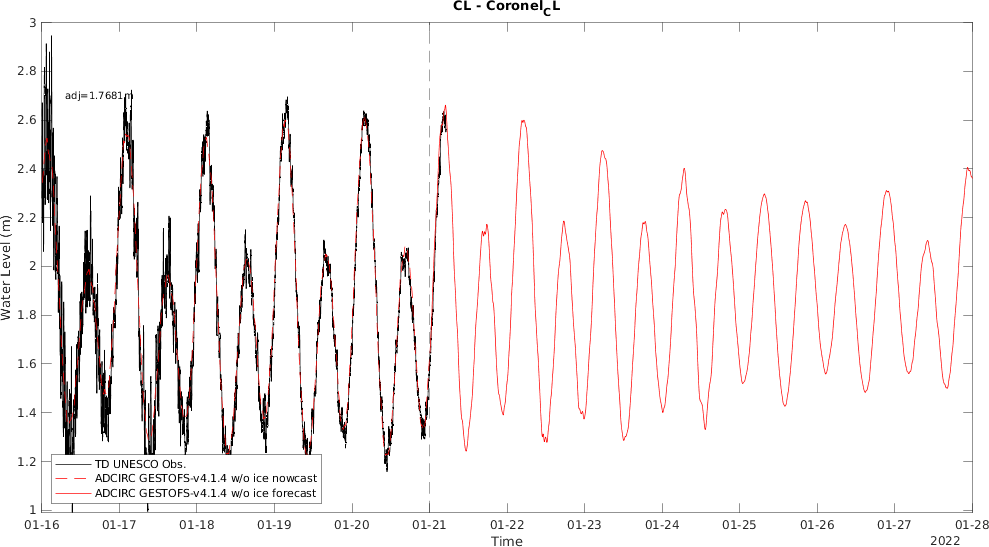 CL - Coronel_CL
3
2.8
2.6
2.4
2.2
2
1.8
1.6
1.4
1.2
1
Water Level (m)
adj=1.7681m
TD UNESCO Obs.
ADCIRC GESTOFS-v4.1.4 w/o ice nowcast
ADCIRC GESTOFS-v4.1.4 w/o ice forecast
01-16 01-17 01-18 01-19 01-20 01-21 01-22 01-23 01-24 01-25 01-26 01-27 01-28
Time
2022